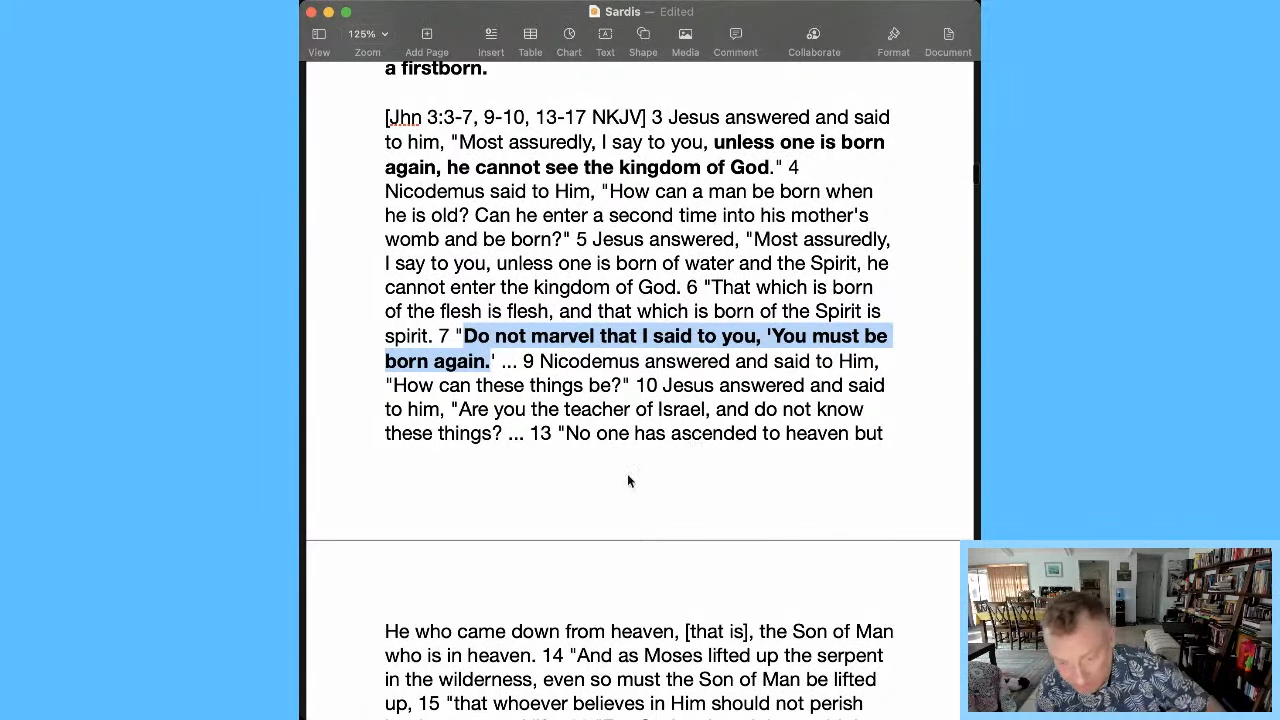 Sardis — Edited
125%
View Zoom Add Page Insert Table Chart Text Shape Media Comment Collaborate Format Document
a firstborn.
[Jhn 3:3-7, 9-10, 13-17 NKJV] 3 Jesus answered and said
to him, "Most assuredly, I say to you, unless one is born
again, he cannot see the kingdom of God." 4
Nicodemus said to Him, "How can a man be born when
he is old? Can he enter a second time into his mother's
womb and be born?" 5 Jesus answered, "Most assuredly,
I say to you, unless one is born of water and the Spirit, he
cannot enter the kingdom of God. 6 "That which is born
of the flesh is flesh, and that which is born of the Spirit is
spirit. 7 "Do not marvel that I said to you, 'You must be
born again.' ... 9 Nicodemus answered and said to Him,
"How can these things be?" 10 Jesus answered and said
to him, "Are you the teacher of Israel, and do not know
these things? ... 13 "No one has ascended to heaven but
He who came down from heaven, [that is], the Son of Man
who is in heaven. 14 "And as Moses lifted up the serpent
in the wilderness, even so must the Son of Man be lifted
up, 15 "that whoever believes in Him should not perish